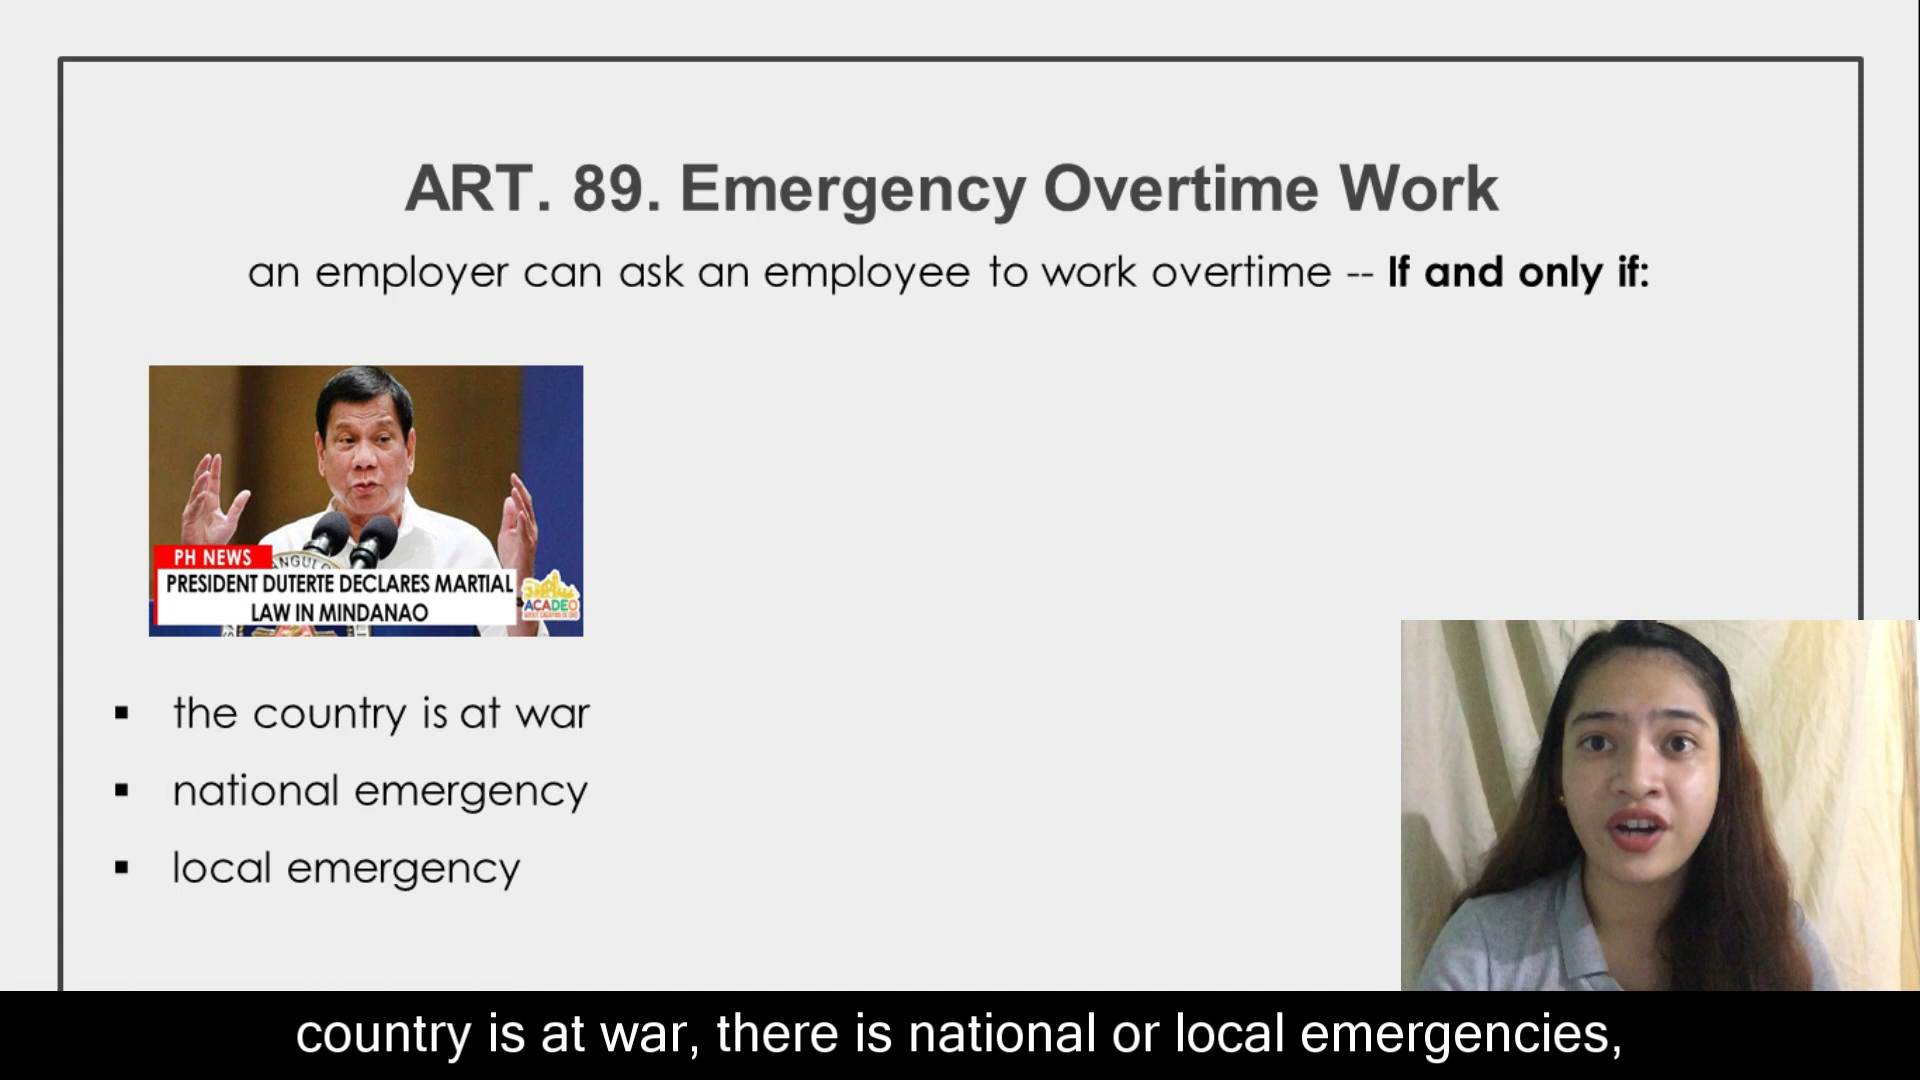 ART. 89. Emergency Overtime Work
an employer can ask an employee to work overtime -- If and only if:
ANGULO
PH NEWS
PRESIDENT DUTERTE DECLARES MARTIAL
LAW IN MINDANAO
ACADEO
▪ the country is at war
▪ national emergency
▪ local emergency
country is at war, there is national or local emergencies,